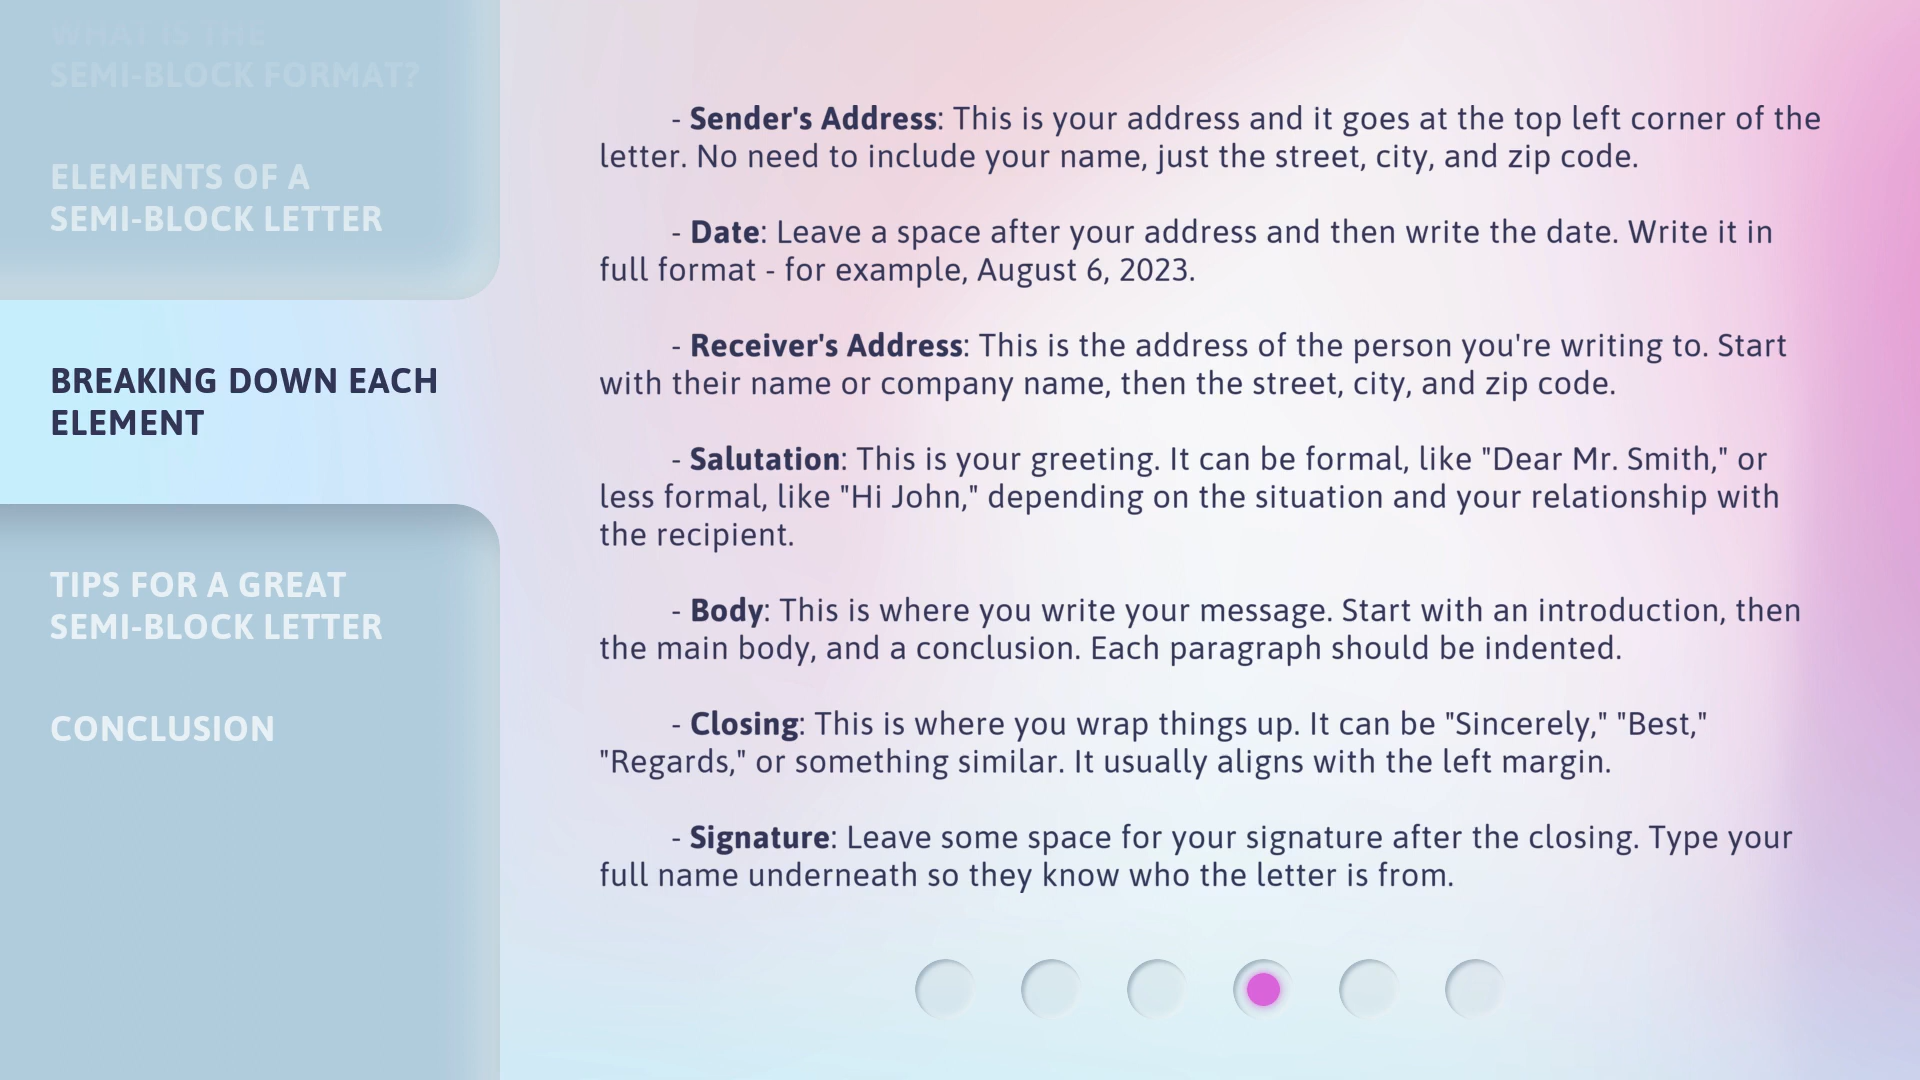 WHAT IS THE
SEMI-BLOCK FORMAT?
ELEMENTS OF A
SEMI-BLOCK LETTER
BREAKING DOWN EACH
ELEMENT
TIPS FOR A GREAT
SEMI-BLOCK LETTER
CONCLUSION
- Sender's Address: This is your address and it goes at the top left corner of the
letter. No need to include your name, just the street, city, and zip code.
- Date: Leave a space after your address and then write the date. Write it in
full format - for example, August 6, 2023.
- Receiver's Address: This is the address of the person you're writing to. Start
with their name or company name, then the street, city, and zip code.
- Salutation: This is your greeting. It can be formal, like "Dear Mr. Smith," or
less formal, like "Hi John," depending on the situation and your relationship with
the recipient.
- Body: This is where you write your message. Start with an introduction, then
the main body, and a conclusion. Each paragraph should be indented.
- Closing: This is where you wrap things up. It can be "Sincerely," "Best,"
"Regards," or something similar. It usually aligns with the left margin.
- Signature: Leave some space for your signature after the closing. Type your
full name underneath so they know who the letter is from.